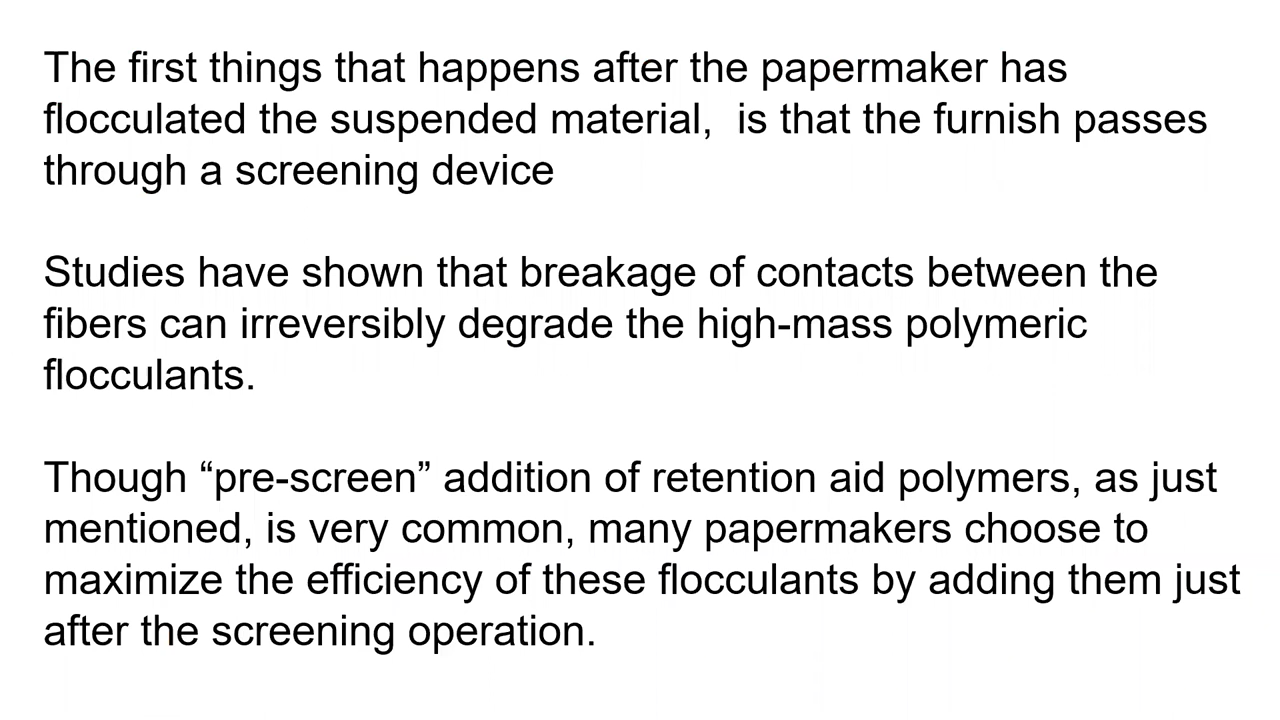 The first things that happens after the papermaker has
flocculated the suspended material,  is that the furnish passes
through a screening device
Studies have shown that breakage of contacts between the
fibers can irreversibly degrade the high-mass polymeric
flocculants.
Though “pre-screen” addition of retention aid polymers, as just
mentioned, is very common, many papermakers choose to
maximize the efficiency of these flocculants by adding them just
after the screening operation.